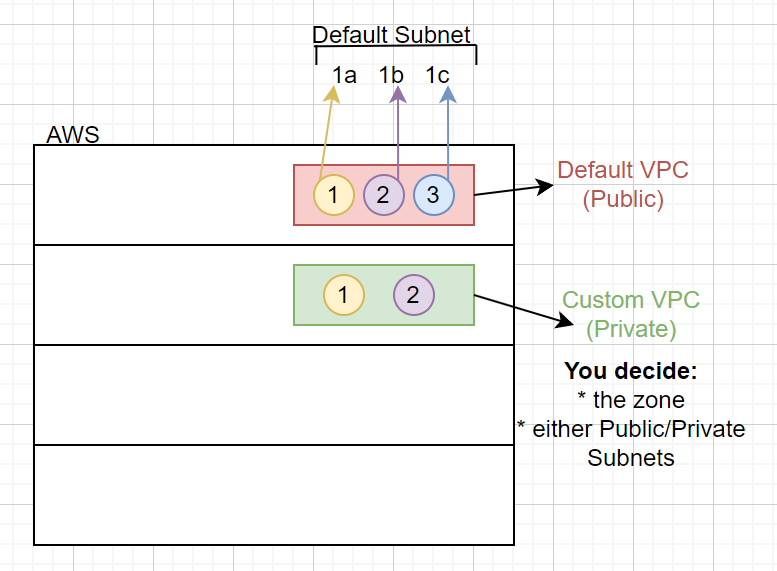 Default Subnet
1a 1b 1c
AWS
1 2 3
Default VPC
(Public)
1 2
Custom VPC
(Private)
You decide:
* the zone
* either Public/Private
Subnets